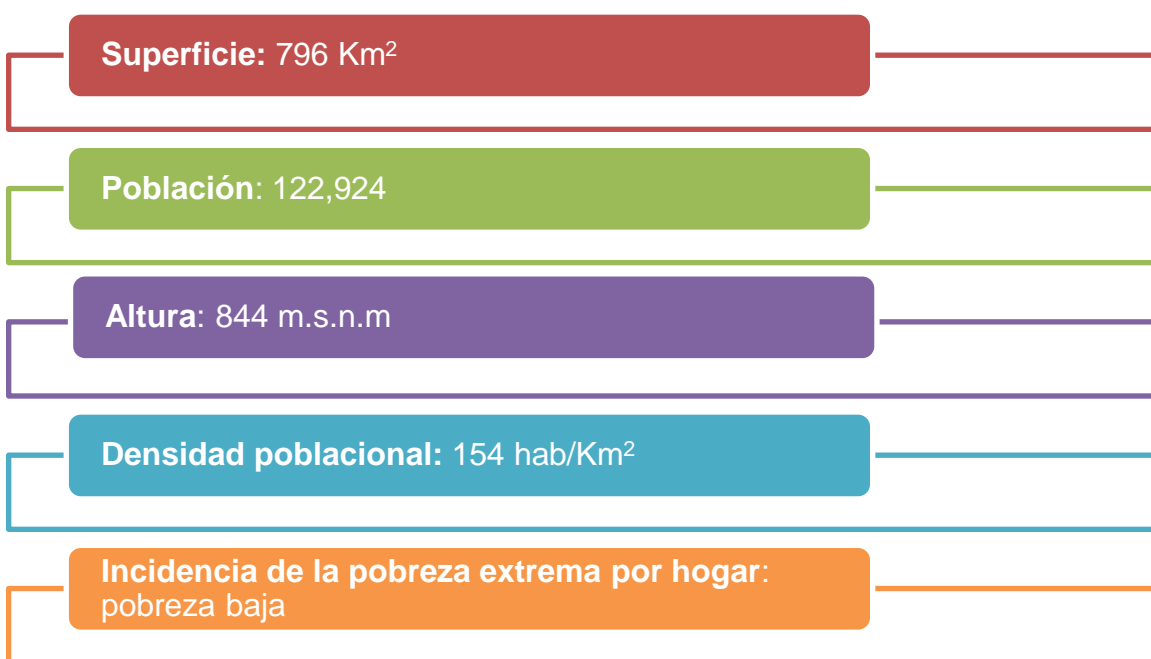 Superficie: 796 Km²
Población: 122,924
Altura: 844 m.s.n.m
Densidad poblacional: 154 hab/Km²
Incidencia de la pobreza extrema por hogar:
pobreza baja